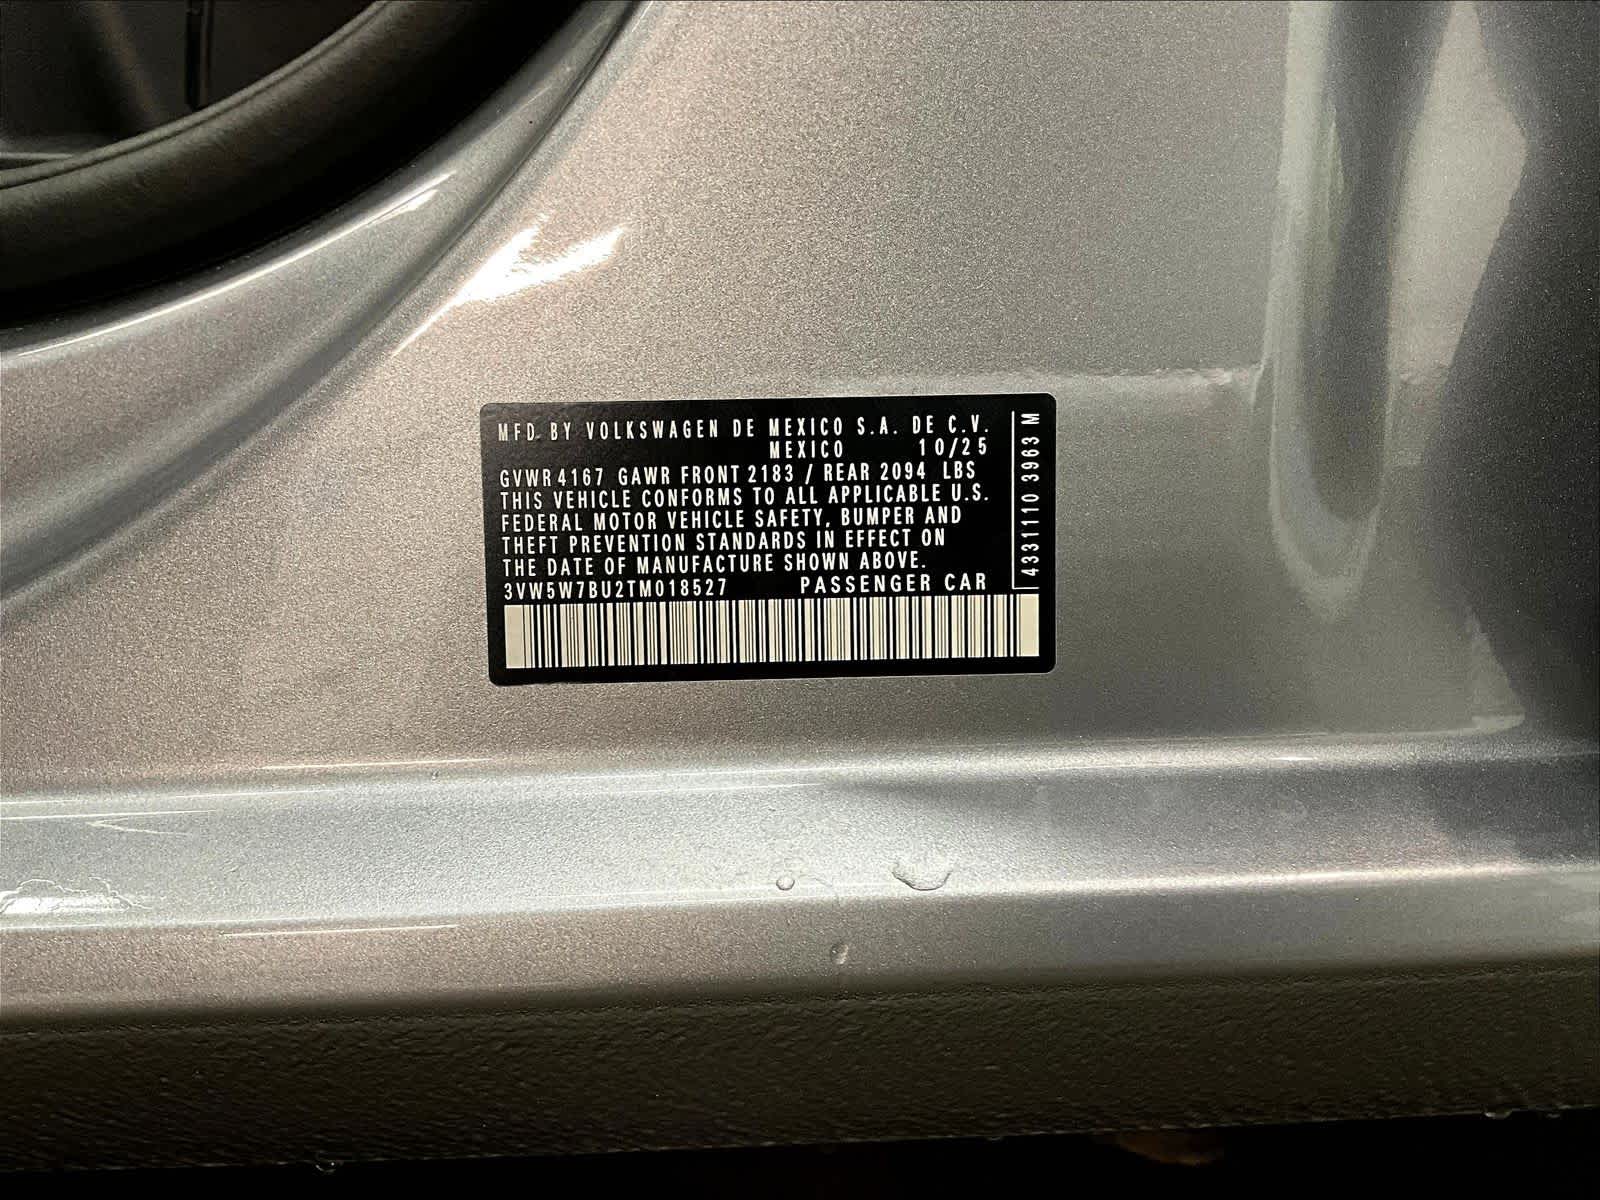 MFD. BY VOLKSWAGEN DE MEXICO S.A. DE C.V.
MEXICO 10/25
GVWR 4167 GAWR FRONT 2183 / REAR 2094 LBS
THIS VEHICLE CONFORMS TO ALL APPLICABLE U.S.
FEDERAL MOTOR VEHICLE SAFETY, BUMPER AND
THEFT PREVENTION STANDARDS IN EFFECT ON
THE DATE OF MANUFACTURE SHOWN ABOVE.
3VW5W7BU2TM018527 PASSENGER CAR
4331110 3963 M